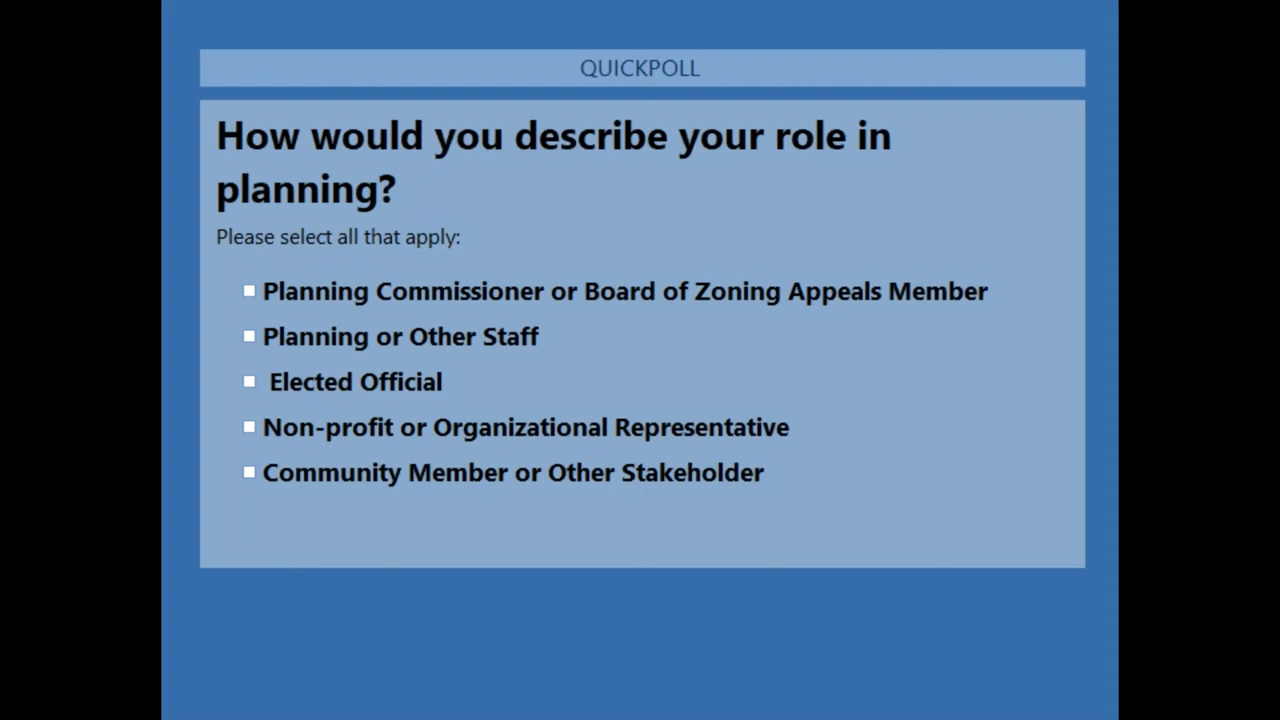 QUICKPOLL
How would you describe your role in
planning?
Please select all that apply:
Planning Commissioner or Board of Zoning Appeals Member
Planning or Other Staff
Elected Official
Non-profit or Organizational Representative
Community Member or Other Stakeholder